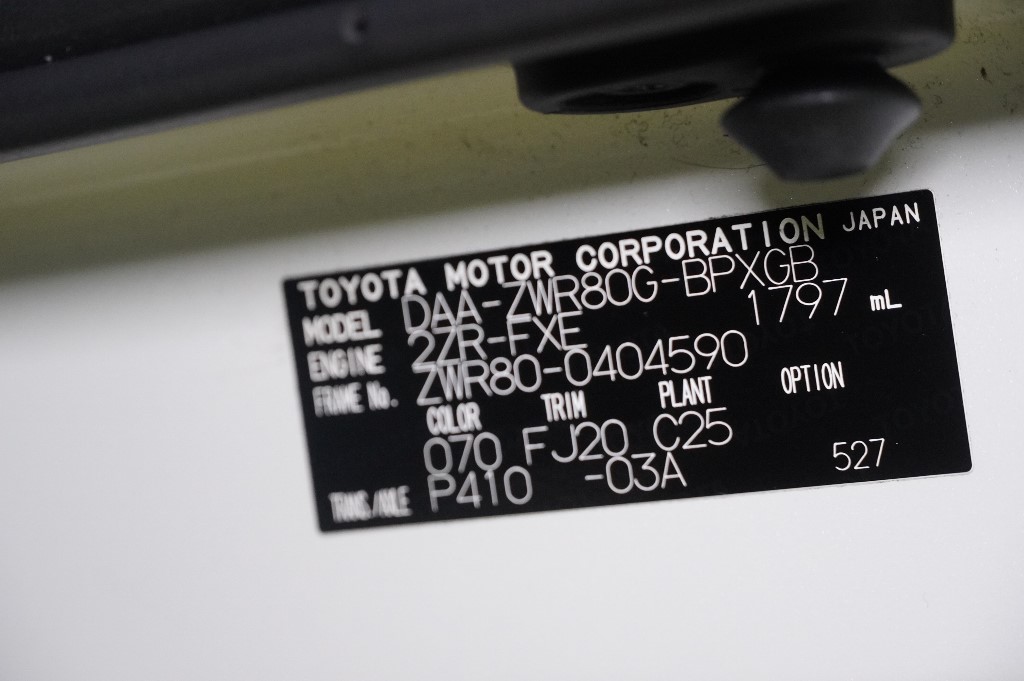 TOYOTA MOTOR CORPORATION JAPAN
MODEL DAA-ZWR80G-BPXGB
ENGINE 2ZR-FXE 1797 mL
FRAME No. ZWR80-0404590
COLOR TRIM PLANT OPTION
070 FJ20 C25
TRANS/AXLE P410 -03A 527